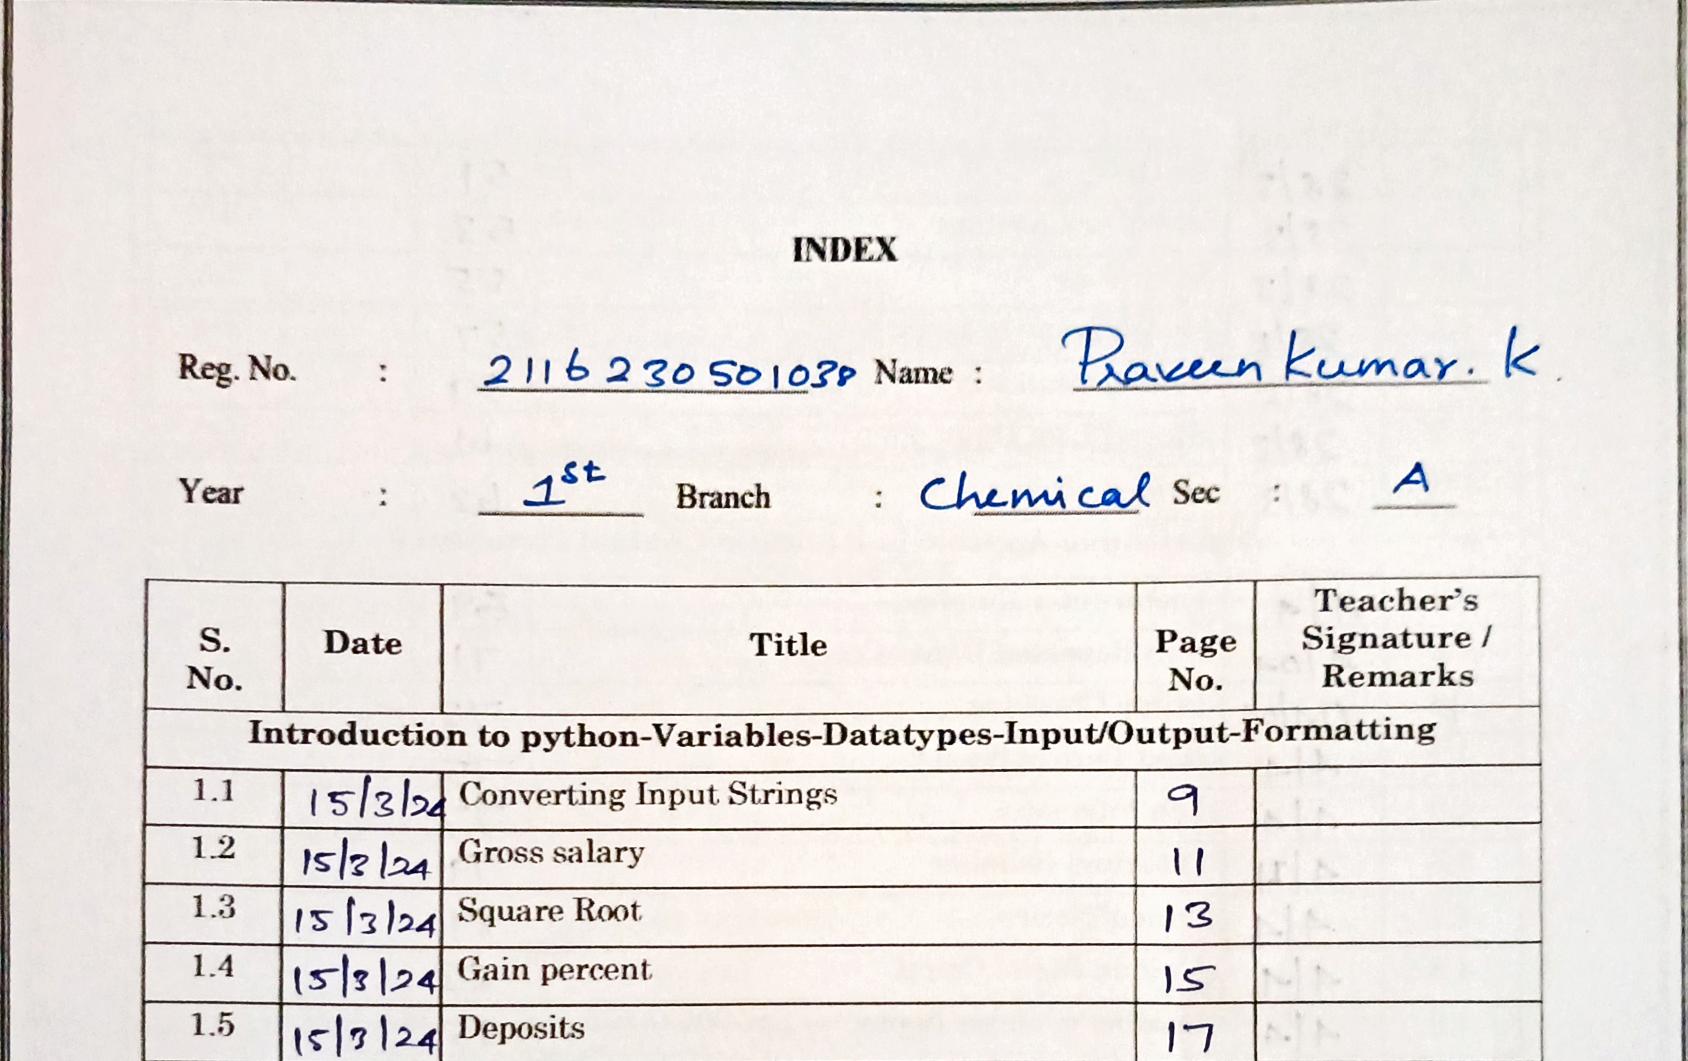 INDEX
Reg. No. : 2116230501038 Name : Praveen Kumar. K.
Year : 1st Branch : Chemical Sec : A
S. No. Date Title Page No. Teacher's Signature / Remarks
Introduction to python-Variables-Datatypes-Input/Output-Formatting
1.1 15/3/24 Converting Input Strings 9
1.2 15/3/24 Gross salary 11
1.3 15/3/24 Square Root 13
1.4 15/3/24 Gain percent 15
1.5 15/3/24 Deposits 17